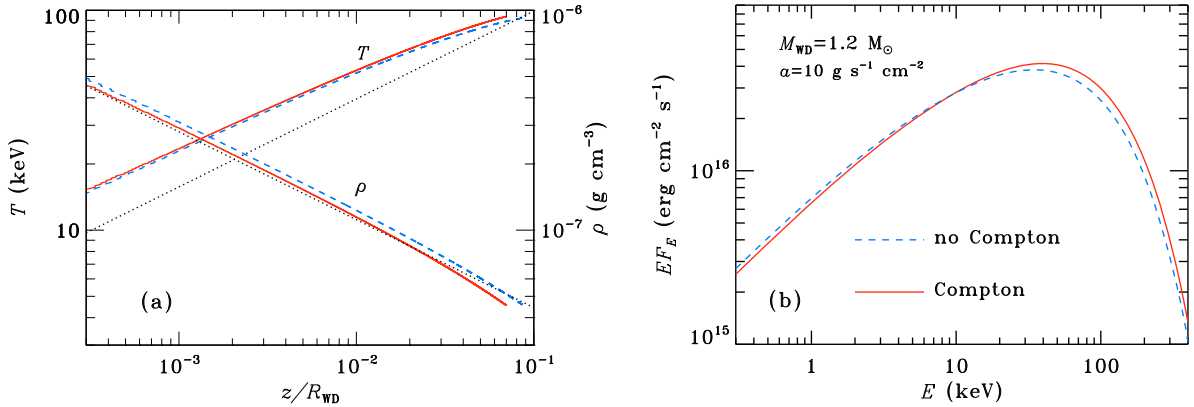 100
10
T (keV)
T
ρ
(a)
10⁻⁶
10⁻⁷
ρ (g cm⁻³)
10⁻³
10⁻²
10⁻¹
z/R_WD
M_WD=1.2 M_⊙
a=10 g s⁻¹ cm⁻²
10¹⁶
10¹⁵
EF_E (erg cm⁻² s⁻¹)
no Compton
Compton
(b)
1
10
100
E (keV)